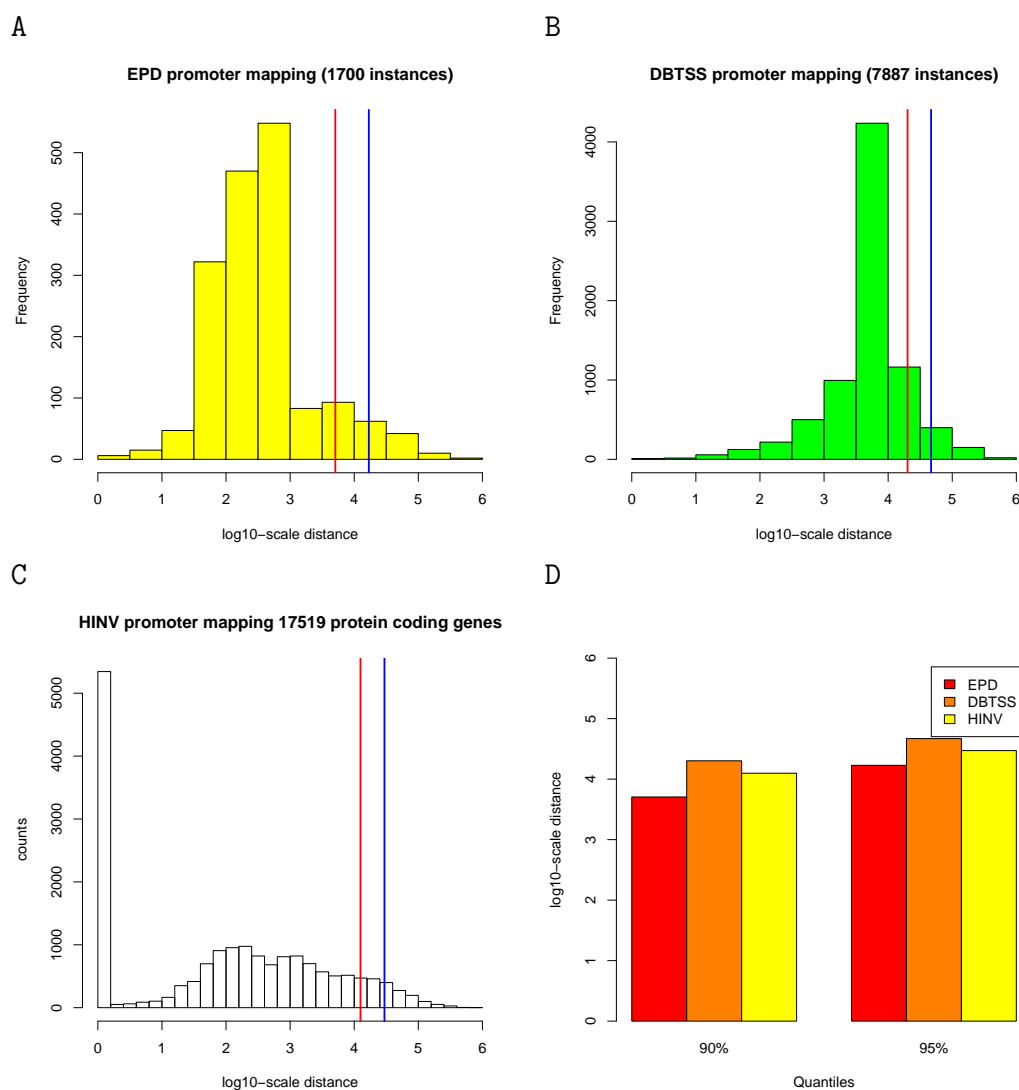 A
EPD promoter mapping (1700 instances)
Frequency
0 100 200 300 400 500
0 1 2 3 4 5 6
log10−scale distance
B
DBTSS promoter mapping (7887 instances)
Frequency
0 1000 2000 3000 4000
0 1 2 3 4 5 6
log10−scale distance
C
HINV promoter mapping 17519 protein coding genes
counts
0 1000 2000 3000 4000 5000
0 1 2 3 4 5 6
log10−scale distance
D
log10−scale distance
0 1 2 3 4 5 6
EPD
DBTSS
HINV
90% 95%
Quantiles